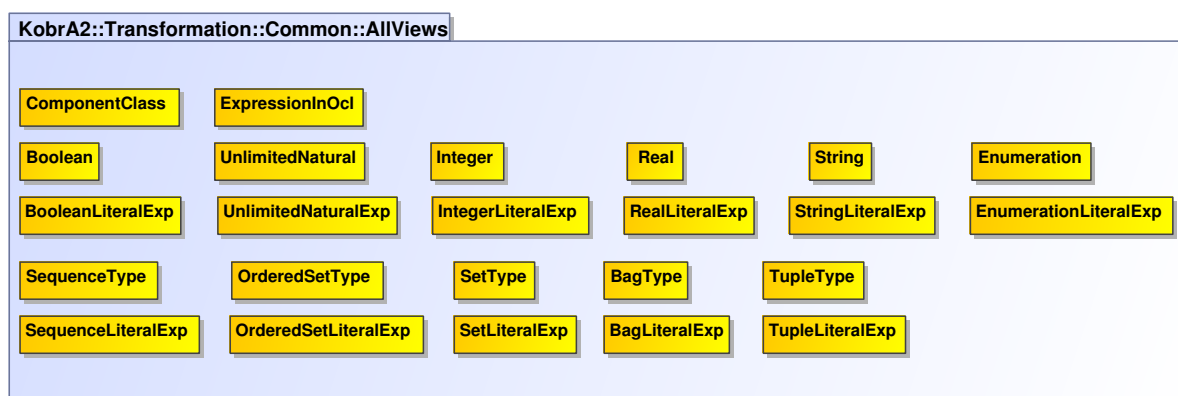 KobrA2::Transformation::Common::AllViews
ComponentClass ExpressionInOcl
Boolean UnlimitedNatural Integer Real String Enumeration
BooleanLiteralExp UnlimitedNaturalExp IntegerLiteralExp RealLiteralExp StringLiteralExp EnumerationLiteralExp
SequenceType OrderedSetType SetType BagType TupleType
SequenceLiteralExp OrderedSetLiteralExp SetLiteralExp BagLiteralExp TupleLiteralExp